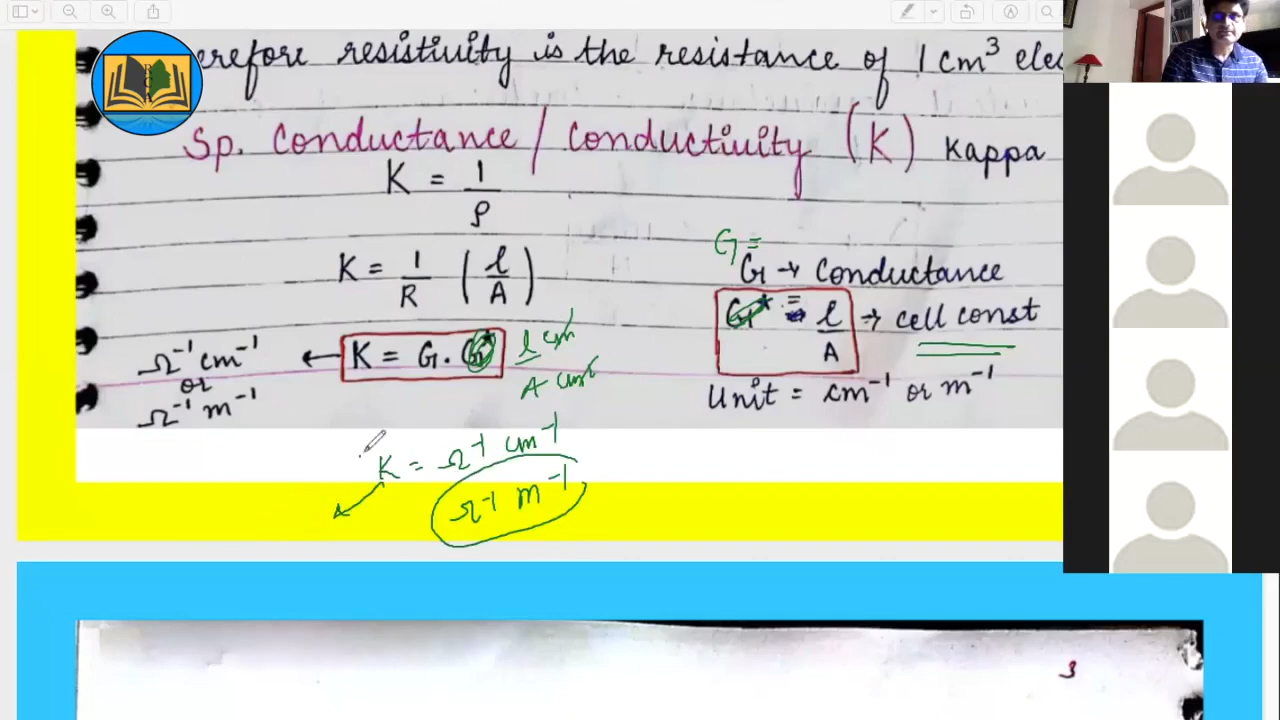 erefore resistivity is the resistance of 1 cm³ elec
Sp. Conductance / Conductivity (K) Kappa
K = 1/ρ
G =
K = 1/R (l/A)
G → Conductance
G* = l/A → cell const
K = G. G*
l cm
A cm²
Ω⁻¹ cm⁻¹
or
Ω⁻¹ m⁻¹
Unit = cm⁻¹ or m⁻¹
K = Ω⁻¹ cm⁻¹
Ω⁻¹ m⁻¹
3